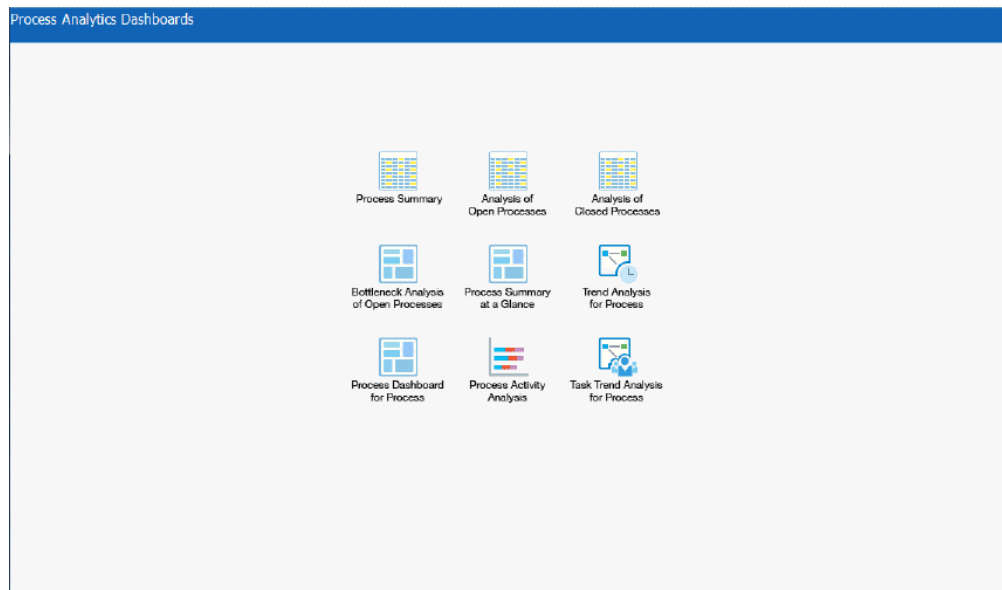 Process Analytics Dashboards
Process Summary
Analysis of
Open Processes
Analysis of
Closed Processes
Bottleneck Analysis
of Open Processes
Process Summary
at a Glance
Trend Analysis
for Process
Process Dashboard
for Process
Process Activity
Analysis
Task Trend Analysis
for Process